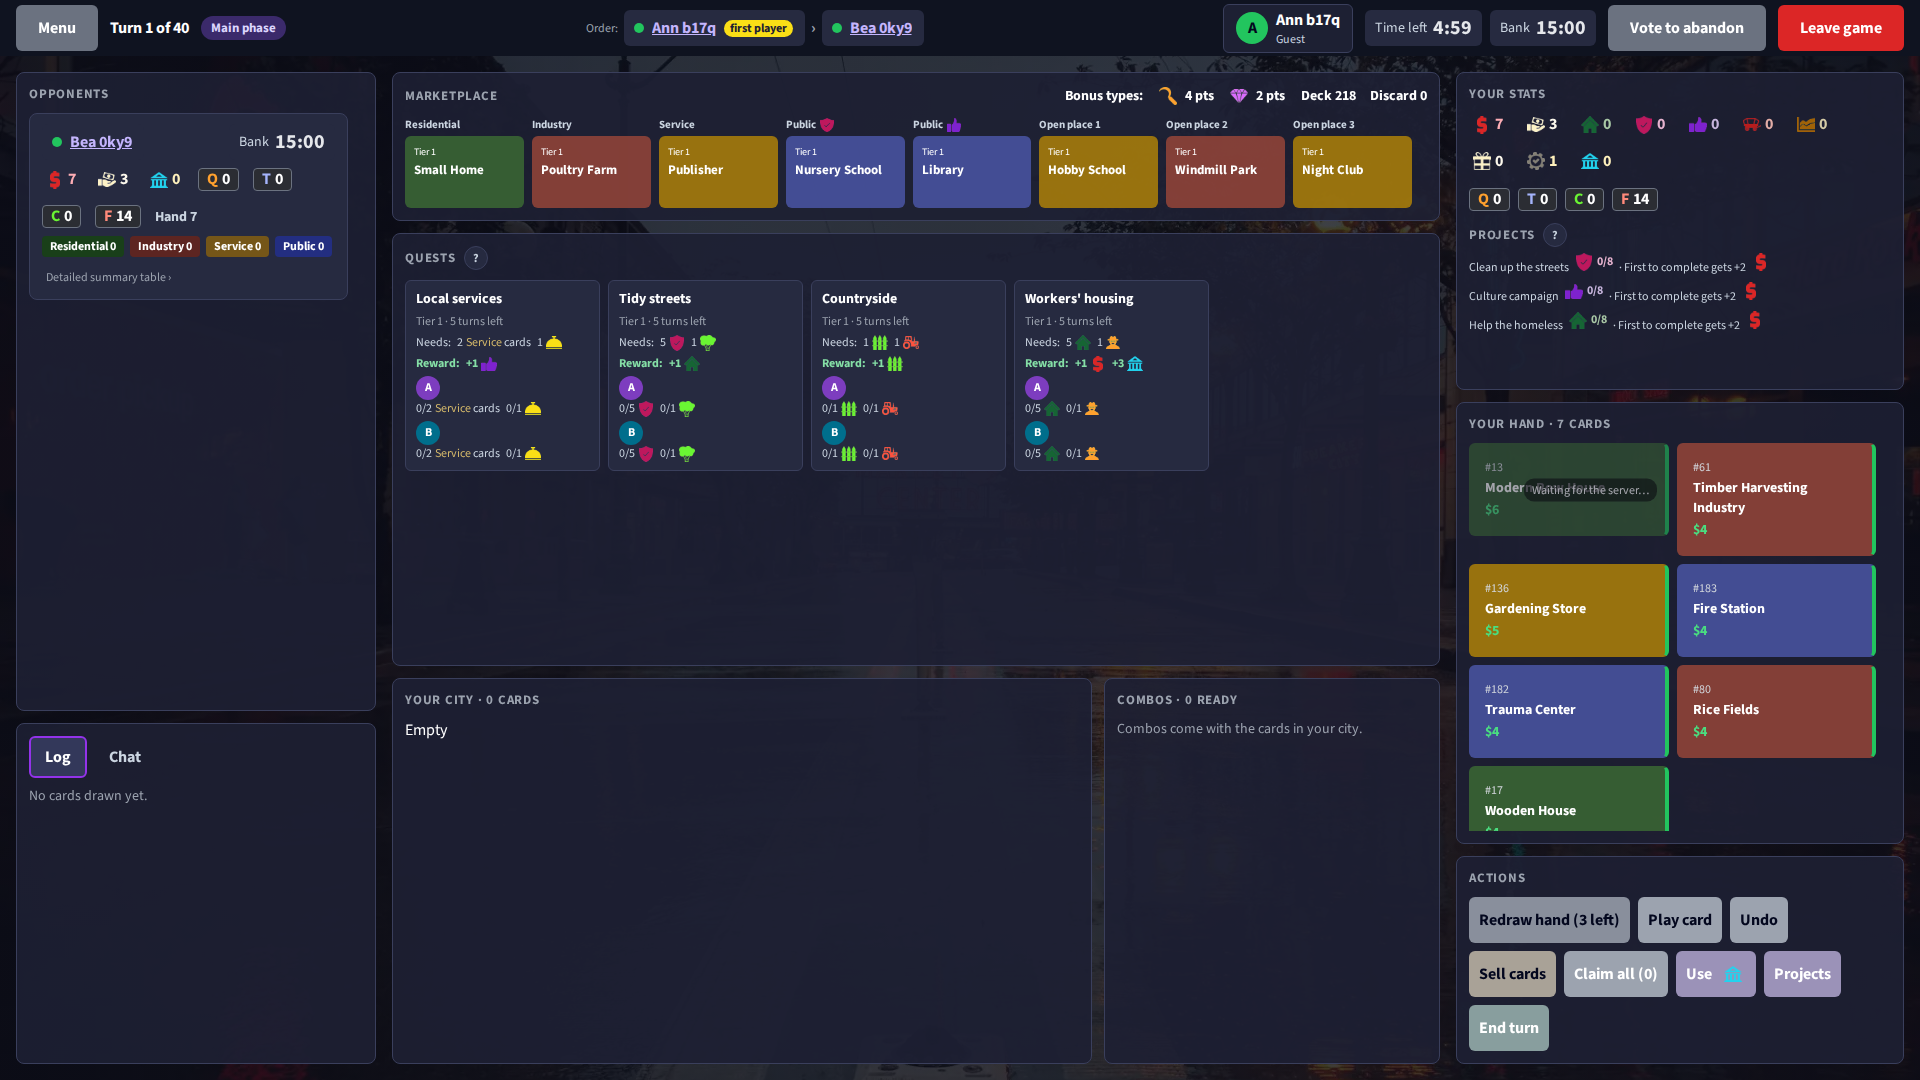 Menu
Turn 1 of 40
Main phase
Order:
Ann b17q
first player
›
Bea 0ky9
A
Ann b17q
Guest
Time left 4:59
Bank 15:00
Vote to abandon
Leave game
OPPONENTS
Bea 0ky9
Bank 15:00
7
3
0
Q 0
T 0
C 0
F 14
Hand 7
Residential 0
Industry 0
Service 0
Public 0
Detailed summary table ›
Log
Chat
No cards drawn yet.
MARKETPLACE
Bonus types: 4 pts 2 pts Deck 218 Discard 0
Residential
Tier 1
Small Home
Industry
Tier 1
Poultry Farm
Service
Tier 1
Publisher
Public
Tier 1
Nursery School
Public
Tier 1
Library
Open place 1
Tier 1
Hobby School
Open place 2
Tier 1
Windmill Park
Open place 3
Tier 1
Night Club
QUESTS ?
Local services
Tier 1 · 5 turns left
Needs: 2 Service cards 1
Reward: +1
A
0/2 Service cards 0/1
B
0/2 Service cards 0/1
Tidy streets
Tier 1 · 5 turns left
Needs: 5 1
Reward: +1
A
0/5 0/1
B
0/5 0/1
Countryside
Tier 1 · 5 turns left
Needs: 1 1
Reward: +1
A
0/1 0/1
B
0/1 0/1
Workers' housing
Tier 1 · 5 turns left
Needs: 5 1
Reward: +1 +3
A
0/5 0/1
B
0/5 0/1
YOUR CITY · 0 CARDS
Empty
COMBOS · 0 READY
Combos come with the cards in your city.
YOUR STATS
7 3 0 0 0 0 0
0 1 0
Q 0
T 0
C 0
F 14
PROJECTS ?
Clean up the streets 0/8 · First to complete gets +2
Culture campaign 0/8 · First to complete gets +2
Help the homeless 0/8 · First to complete gets +2
YOUR HAND · 7 CARDS
#13
Modern
Waiting for the server…
$6
#61
Timber Harvesting
Industry
$4
#136
Gardening Store
$5
#183
Fire Station
$4
#182
Trauma Center
$4
#80
Rice Fields
$4
#17
Wooden House
ACTIONS
Redraw hand (3 left)
Play card
Undo
Sell cards
Claim all (0)
Use
Projects
End turn